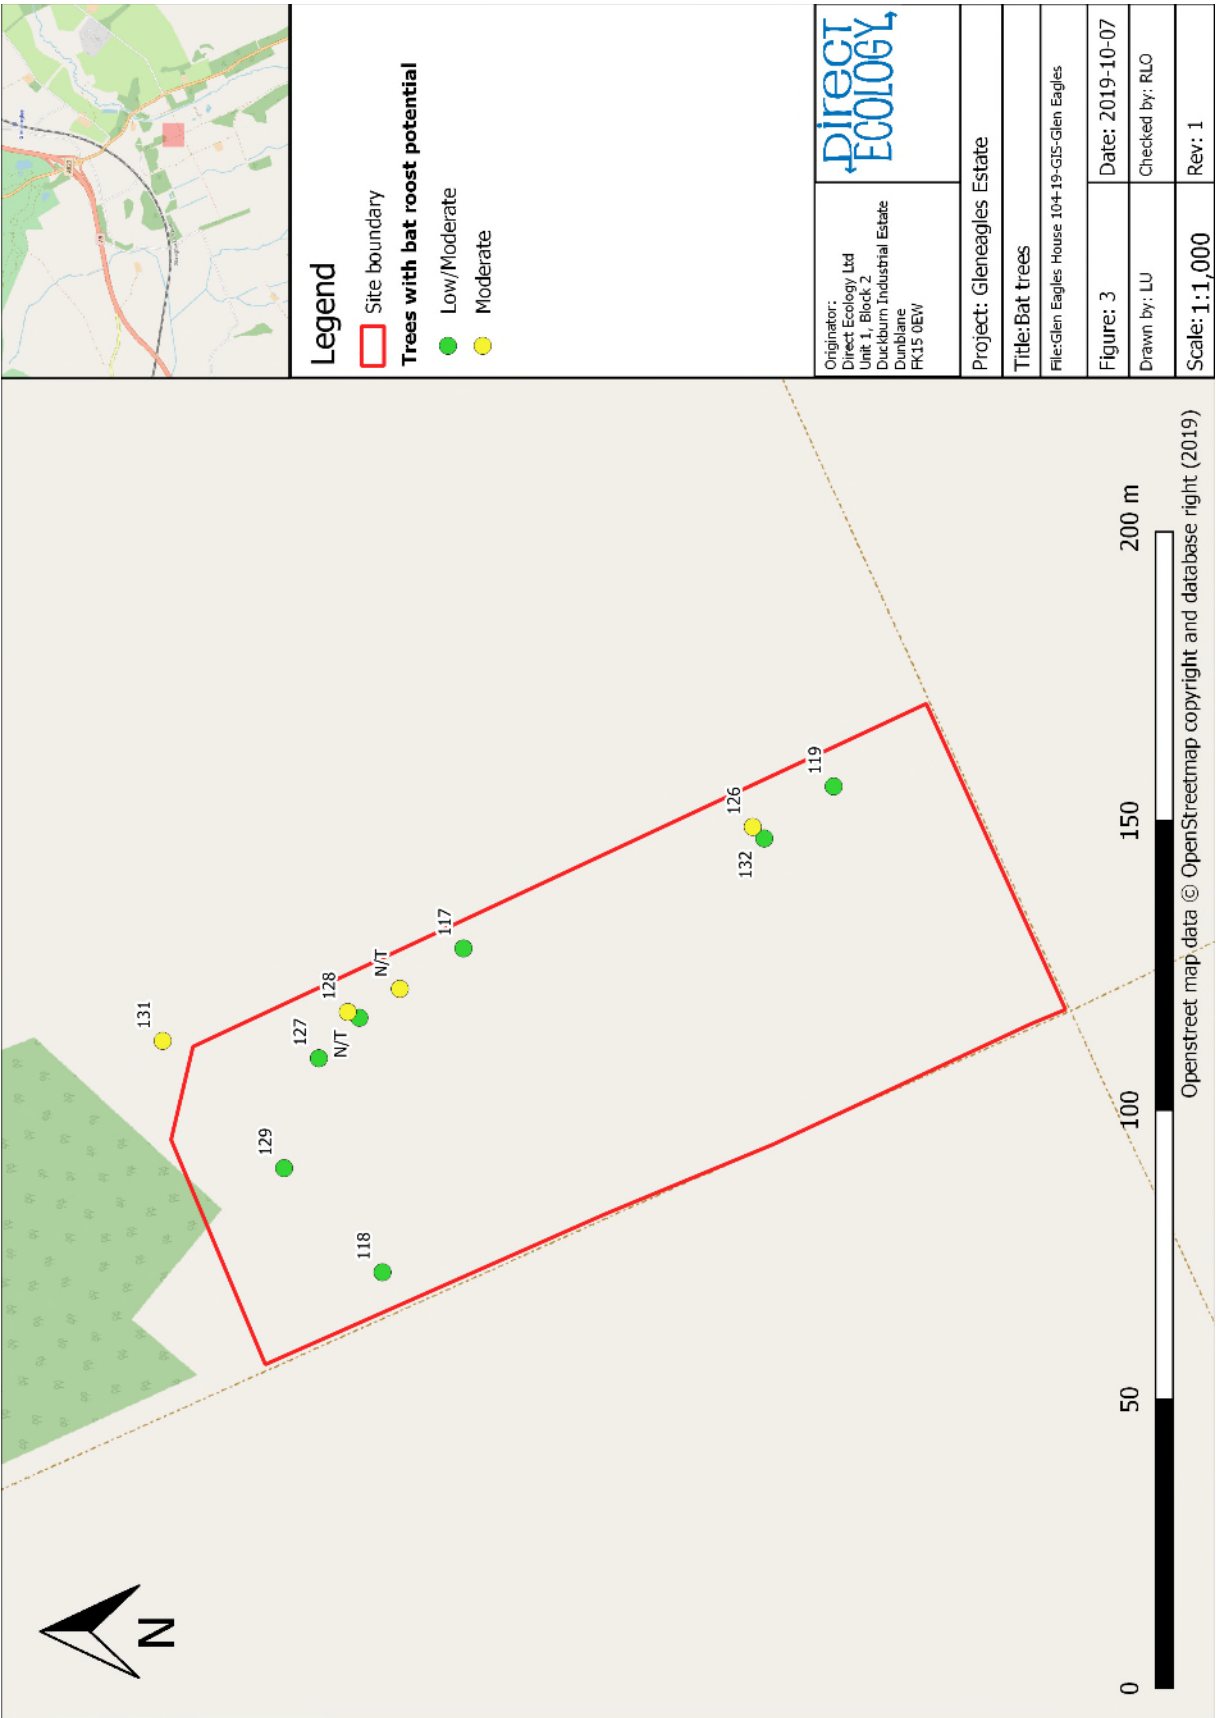 Legend
Site boundary
Trees with bat roost potential
Low/Moderate
Moderate
Originator:
Direct Ecology Ltd
Unit 1, Block 2
Duckburn Industrial Estate
Dunblane
FK15 0EW
Direct
ECOLOGY
Project: Gleneagles Estate
Title:Bat trees
File:Glen Eagles House 104-19-GIS-Glen Eagles
Figure: 3
Date: 2019-10-07
Drawn by: LU
Checked by: RLO
Scale:1:1,000
Rev: 1
N
131
127
N/T
128
N/T
117
129
118
126
132
119
0
50
100
150
200 m
Openstreet map data © OpenStreetmap copyright and database right (2019)